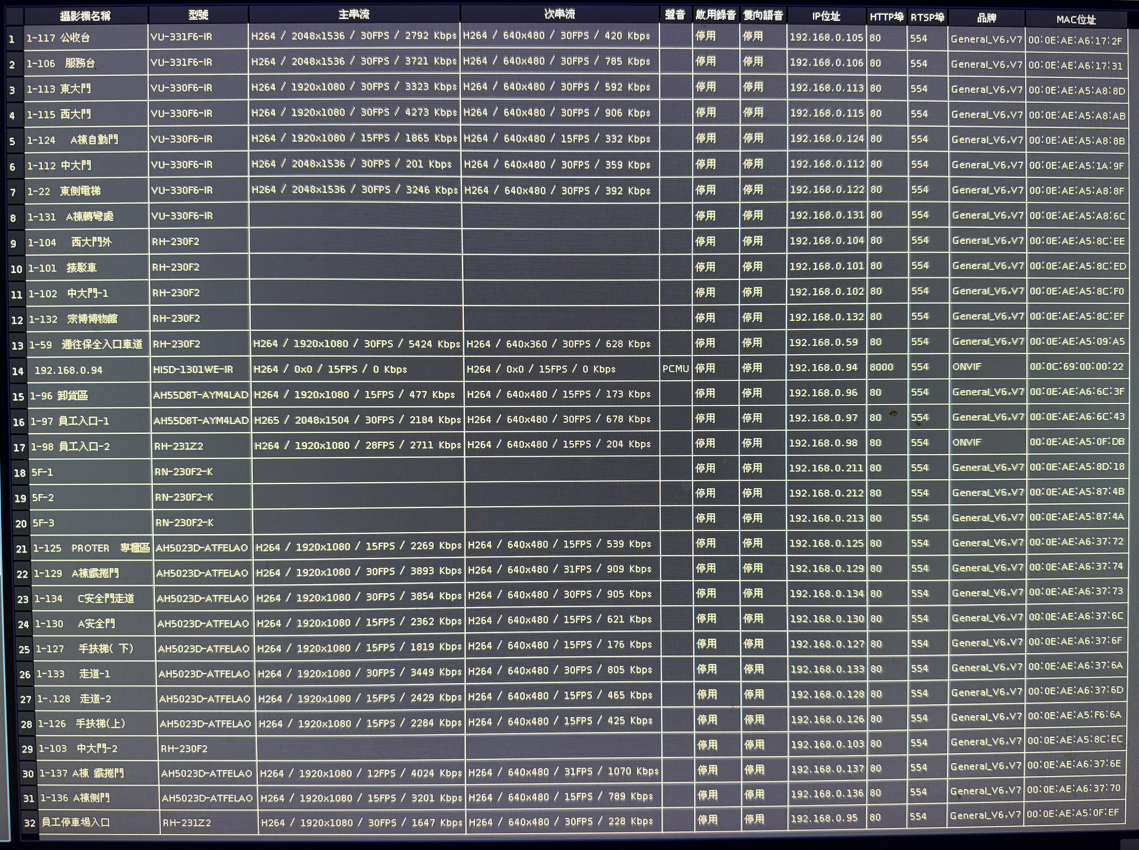 攝影機名稱 型號 主串流 次串流 聲音 啟用錄音 雙向語音 IP位址 HTTP埠 RTSP埠 品牌 MAC位址
1 1-117 公收台 VU-331F6-IR H264 / 2048x1536 / 30FPS / 2792 Kbps H264 / 640x480 / 30FPS / 420 Kbps 停用 停用 192.168.0.105 80 554 General_V6,V7 00:0E:AE:A6:17:2F
2 1-106 服務台 VU-330F6-IR H264 / 2048x1536 / 30FPS / 3721 Kbps H264 / 640x480 / 30FPS / 785 Kbps 停用 停用 192.168.0.106 80 554 General_V6,V7 00:0E:AE:A6:17:31
3 1-113 東大門 VU-330F6-IR H264 / 1920x1080 / 30FPS / 3323 Kbps H264 / 640x480 / 30FPS / 592 Kbps 停用 停用 192.168.0.113 80 554 General_V6,V7 00:0E:AE:A5:A8:8D
4 1-115 西大門 VU-330F6-IR H264 / 2048x1536 / 30FPS / 4273 Kbps H264 / 640x480 / 30FPS / 906 Kbps 停用 停用 192.168.0.115 80 554 General_V6,V7 00:0E:AE:A5:A8:AB
5 1-124 A棟自動門 VU-330F6-IR H264 / 1920x1080 / 15FPS / 1865 Kbps H264 / 640x480 / 15FPS / 332 Kbps 停用 停用 192.168.0.124 80 554 General_V6,V7 00:0E:AE:A5:A8:8B
6 1-112 中大門 VU-330F6-IR H264 / 2048x1536 / 30FPS / 201 Kbps H264 / 640x480 / 30FPS / 359 Kbps 停用 停用 192.168.0.112 80 554 General_V6,V7 00:0E:AE:A5:1A:9F
7 1-22 東側電梯 VU-330F6-IR H264 / 2048x1536 / 30FPS / 3246 Kbps H264 / 640x480 / 30FPS / 392 Kbps 停用 停用 192.168.0.122 80 554 General_V6,V7 00:0E:AE:A5:A8:8F
8 1-131 A棟轉彎處 VU-330F6-IR 停用 停用 192.168.0.131 80 554 General_V6,V7 00:0E:AE:A5:A8:6C
9 1-104 西大門外 RH-230F2 停用 停用 192.168.0.104 80 554 General_V6,V7 00:0E:AE:A5:8C:EE
10 1-101 接駁車 RH-230F2 停用 停用 192.168.0.101 80 554 General_V6,V7 00:0E:AE:A5:8C:ED
11 1-102 中大門-1 RH-230F2 停用 停用 192.168.0.102 80 554 General_V6,V7 00:0E:AE:A5:8C:F0
12 1-132 宗博博物館 RH-230F2 停用 停用 192.168.0.132 80 554 General_V6,V7 00:0E:AE:A5:8C:EF
13 1-59 通往保全入口車道 RH-230F2 H264 / 1920x1080 / 30FPS / 5424 Kbps H264 / 640x360 / 30FPS / 628 Kbps 停用 停用 192.168.0.59 80 554 General_V6,V7 00:0E:AE:A5:09:A5
14 192.168.0.94 HISD-1301WE-IR H264 / 0x0 / 15FPS / 0 Kbps H264 / 0x0 / 15FPS / 0 Kbps PCMU 停用 停用 192.168.0.94 8000 554 ONVIF 00:0C:69:00:00:22
15 1-96 卸貨區 AH55D8T-AYM4LAD H264 / 1920x1080 / 15FPS / 477 Kbps H264 / 640x480 / 15FPS / 173 Kbps 停用 停用 192.168.0.96 80 554 General_V6,V7 00:0E:AE:A6:6C:3F
16 1-97 員工入口-1 AH55D8T-AYM4LAD H265 / 2048x1504 / 30FPS / 2184 Kbps H264 / 640x480 / 30FPS / 678 Kbps 停用 停用 192.168.0.97 80 554 General_V6,V7 00:0E:AE:A6:6C:43
17 1-98 員工入口-2 RH-231Z2 H264 / 1920x1080 / 28FPS / 2711 Kbps H264 / 640x480 / 15FPS / 204 Kbps 停用 停用 192.168.0.98 80 554 ONVIF 00:0E:AE:A5:0F:DB
18 5F-1 RN-230F2-K 停用 停用 192.168.0.211 80 554 General_V6,V7 00:0E:AE:A5:8D:18
19 5F-2 RN-230F2-K 停用 停用 192.168.0.212 80 554 General_V6,V7 00:0E:AE:A5:87:4B
20 5F-3 RN-230F2-K 停用 停用 192.168.0.213 80 554 General_V6,V7 00:0E:AE:A5:87:4A
21 1-125 PROTER 專櫃區 AH5023D-ATFELAO H264 / 1920x1080 / 15FPS / 2269 Kbps H264 / 640x480 / 15FPS / 539 Kbps 停用 停用 192.168.0.125 80 554 General_V6,V7 00:0E:AE:A6:37:72
22 1-129 A棟鐵捲門 AH5023D-ATFELAO H264 / 1920x1080 / 30FPS / 3893 Kbps H264 / 640x480 / 31FPS / 909 Kbps 停用 停用 192.168.0.129 80 554 General_V6,V7 00:0E:AE:A6:37:74
23 1-134 C安全門走道 AH5023D-ATFELAO H264 / 1920x1080 / 30FPS / 3854 Kbps H264 / 640x480 / 30FPS / 905 Kbps 停用 停用 192.168.0.134 80 554 General_V6,V7 00:0E:AE:A6:37:73
24 1-130 A安全門 AH5023D-ATFELAO H264 / 1920x1080 / 15FPS / 2362 Kbps H264 / 640x480 / 15FPS / 621 Kbps 停用 停用 192.168.0.130 80 554 General_V6,V7 00:0E:AE:A6:37:6C
25 1-127 手扶梯( 下) AH5023D-ATFELAO H264 / 1920x1080 / 15FPS / 1819 Kbps H264 / 640x480 / 15FPS / 176 Kbps 停用 停用 192.168.0.127 80 554 General_V6,V7 00:0E:AE:A6:37:6F
26 1-133 走道-1 AH5023D-ATFELAO H264 / 1920x1080 / 30FPS / 3449 Kbps H264 / 640x480 / 30FPS / 805 Kbps 停用 停用 192.168.0.133 80 554 General_V6,V7 00:0E:AE:A6:37:6A
27 1-.128 走道-2 AH5023D-ATFELAO H264 / 1920x1080 / 15FPS / 2429 Kbps H264 / 640x480 / 15FPS / 465 Kbps 停用 停用 192.168.0.128 80 554 General_V6,V7 00:0E:AE:A6:37:6D
28 1-126 手扶梯(上) AH5023D-ATFELAO H264 / 1920x1080 / 15FPS / 2284 Kbps H264 / 640x480 / 15FPS / 425 Kbps 停用 停用 192.168.0.126 80 554 General_V6,V7 00:0E:AE:A5:F6:6A
29 1-103 中大門-2 RH-230F2 停用 停用 192.168.0.103 80 554 General_V6,V7 00:0E:AE:A5:8C:EC
30 1-137 A棟 鐵捲門 AH5023D-ATFELAO H264 / 1920x1080 / 12FPS / 4024 Kbps H264 / 640x480 / 31FPS / 1070 Kbps 停用 停用 192.168.0.137 80 554 General_V6,V7 00:0E:AE:A6:37:6E
31 1-136 A棟側門 AH5023D-ATFELAO H264 / 1920x1080 / 15FPS / 3201 Kbps H264 / 640x480 / 15FPS / 789 Kbps 停用 停用 192.168.0.136 80 554 General_V6,V7 00:0E:AE:A6:37:70
32 員工停車場入口 RH-231Z2 H264 / 1920x1080 / 30FPS / 1647 Kbps H264 / 640x480 / 30FPS / 228 Kbps 停用 停用 192.168.0.95 80 554 General_V6,V7 00:0E:AE:A5:0F:EF